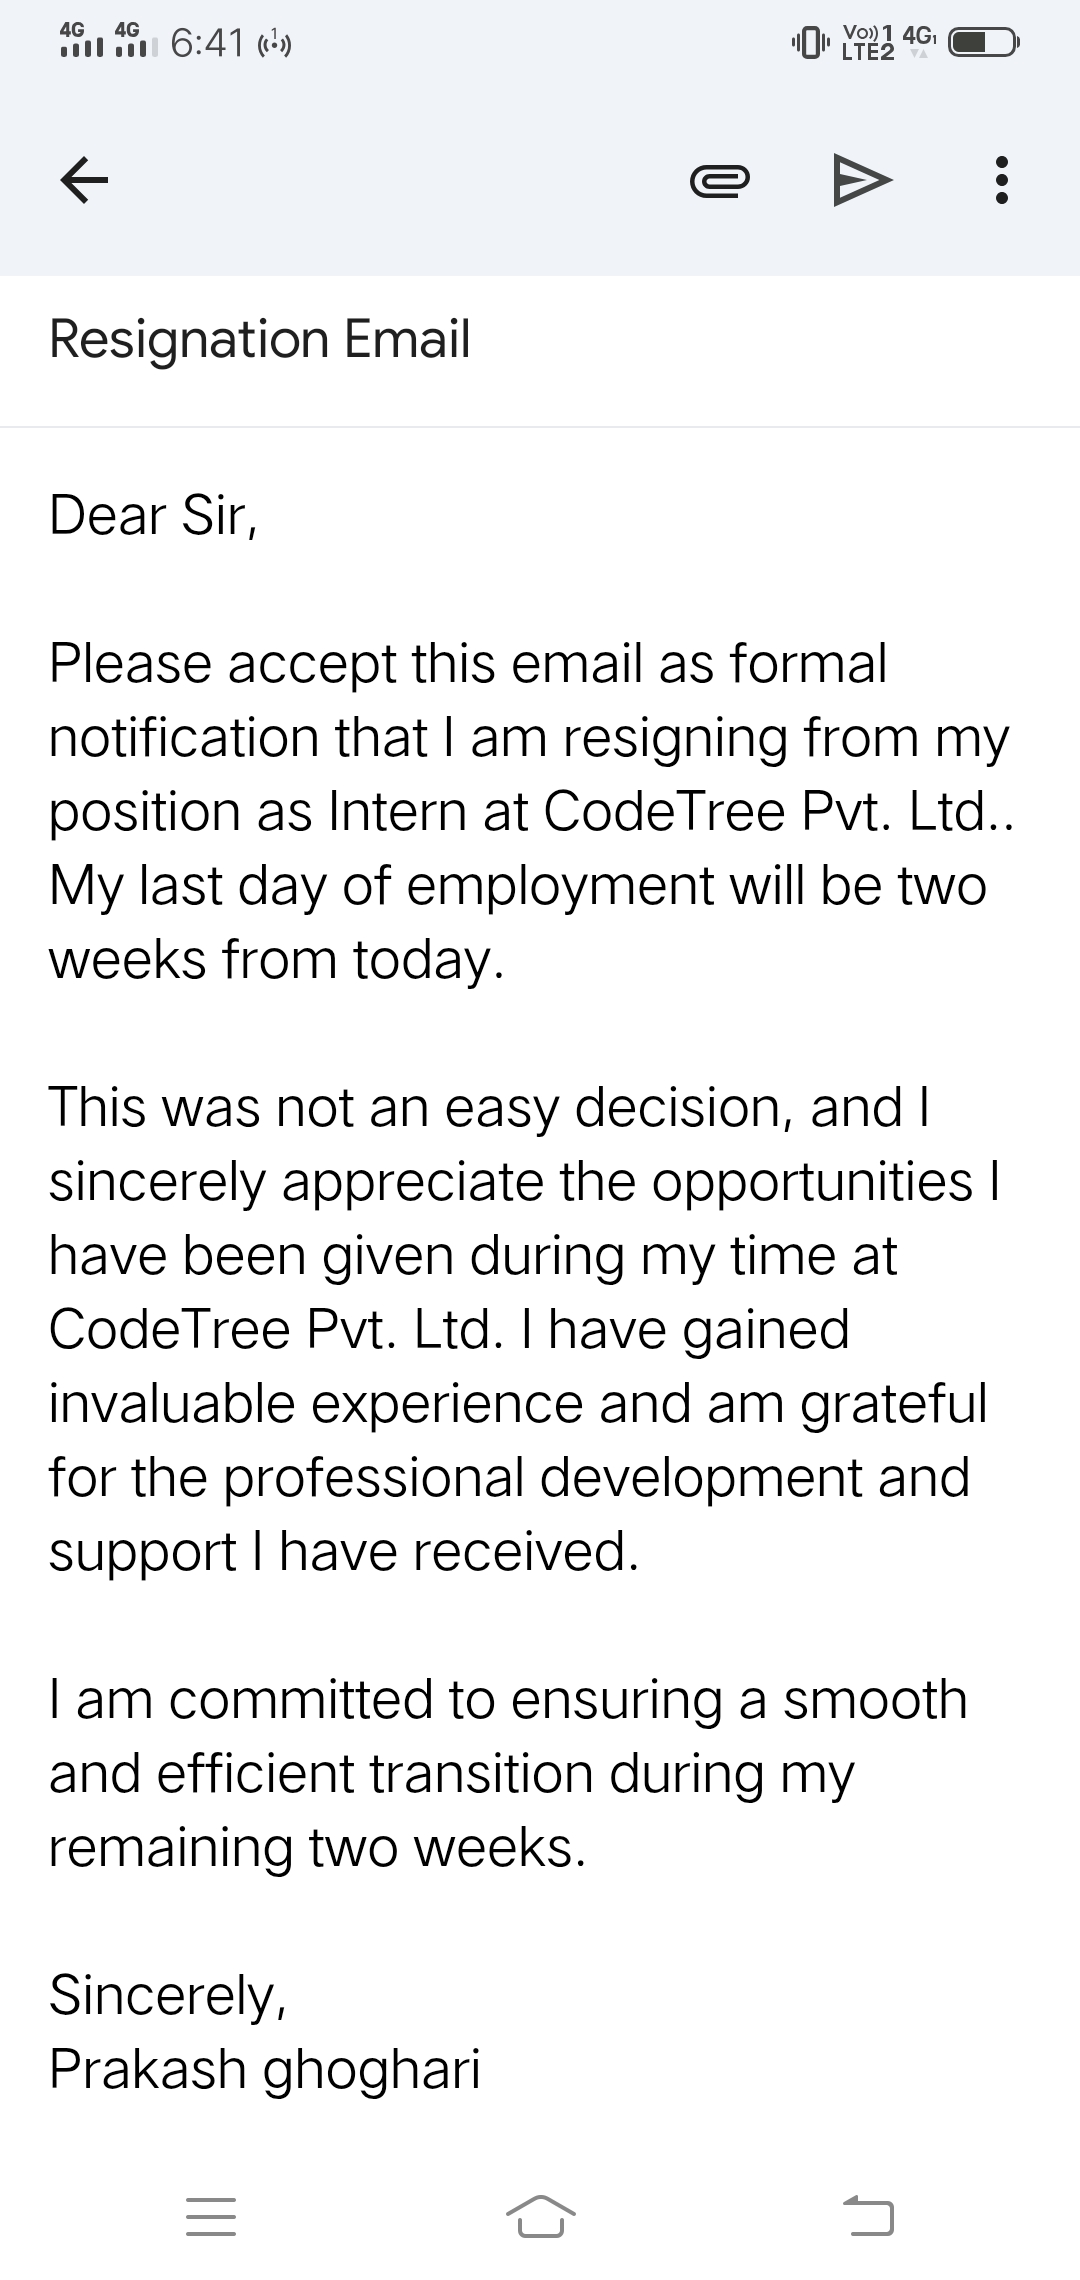 4G 4G 6:41 1 Vo)) 1 4G1
LTE2
Resignation Email
Dear Sir,
Please accept this email as formal
notification that I am resigning from my
position as Intern at CodeTree Pvt. Ltd..
My last day of employment will be two
weeks from today.
This was not an easy decision, and I
sincerely appreciate the opportunities I
have been given during my time at
CodeTree Pvt. Ltd. I have gained
invaluable experience and am grateful
for the professional development and
support I have received.
I am committed to ensuring a smooth
and efficient transition during my
remaining two weeks.
Sincerely,
Prakash ghoghari